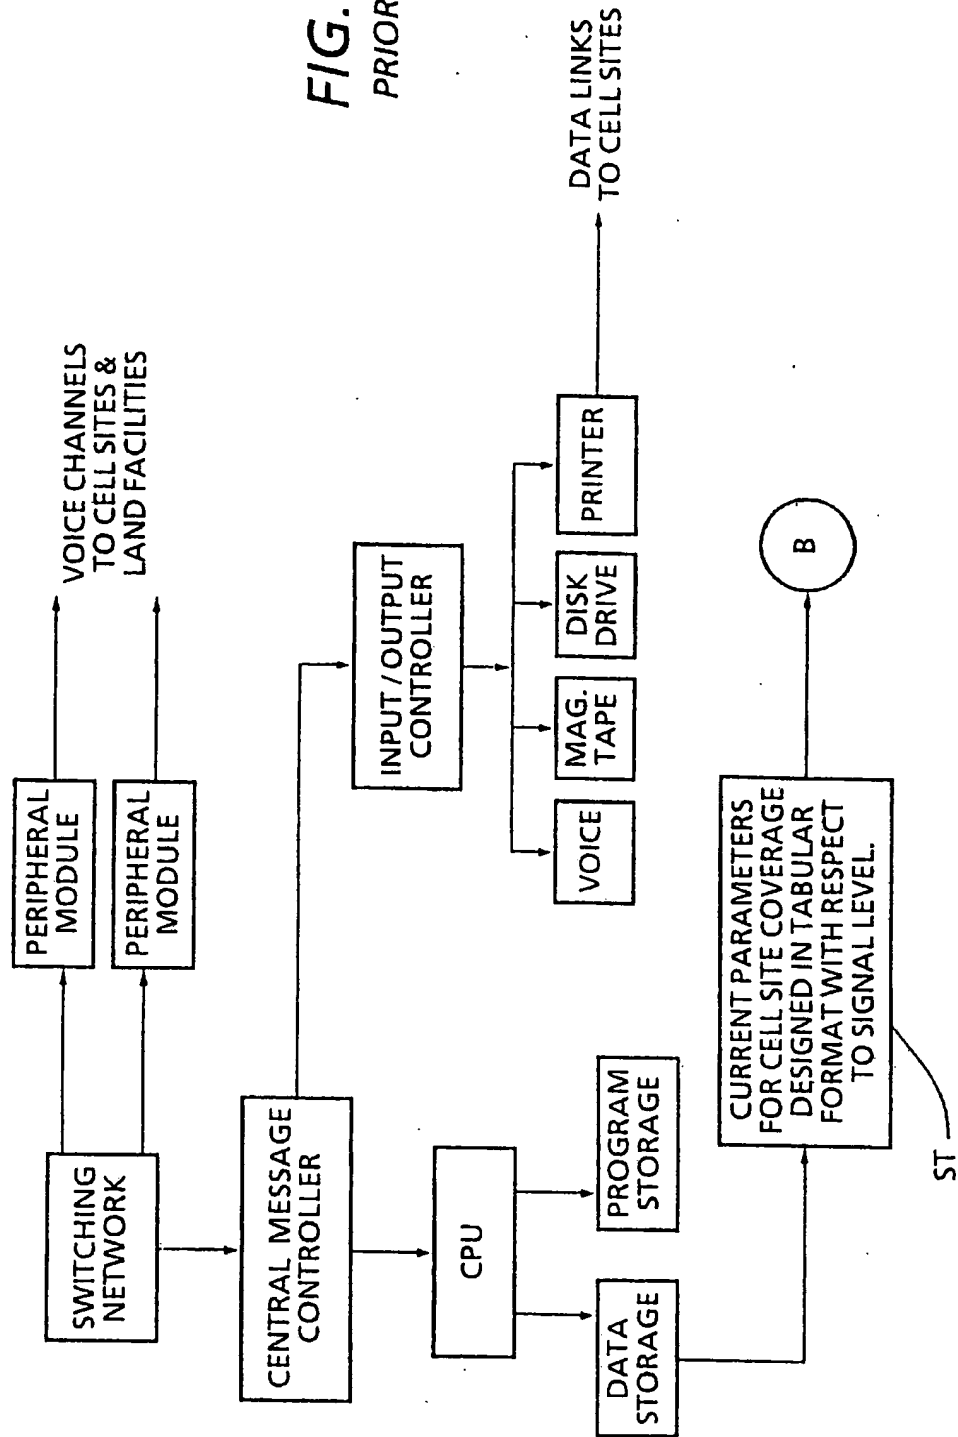 FIG.
PRIOR
SWITCHING
NETWORK
PERIPHERAL
MODULE
PERIPHERAL
MODULE
VOICE CHANNELS
TO CELL SITES &
LAND FACILITIES
CENTRAL MESSAGE
CONTROLLER
INPUT / OUTPUT
CONTROLLER
CPU
VOICE
MAG.
TAPE
DISK
DRIVE
PRINTER
DATA LINKS
TO CELL SITES
DATA
STORAGE
PROGRAM
STORAGE
CURRENT PARAMETERS
FOR CELL SITE COVERAGE
DESIGNED IN TABULAR
FORMAT WITH RESPECT
TO SIGNAL LEVEL.
B
ST